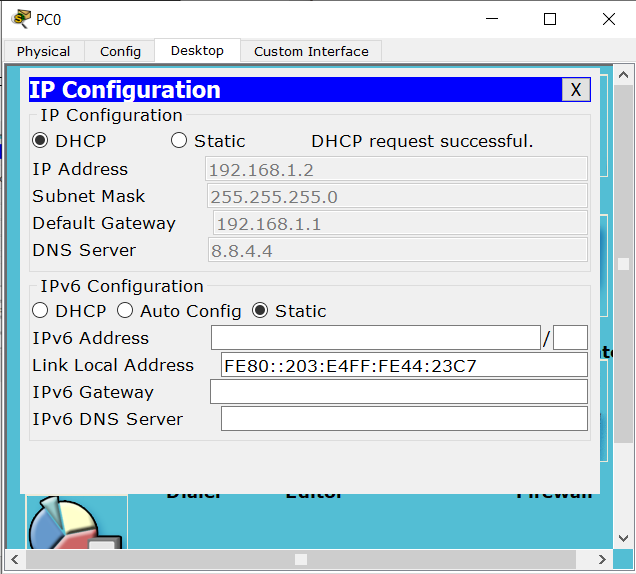 PC0
Physical Config Desktop Custom Interface
IP Configuration X
IP Configuration
DHCP Static DHCP request successful.
IP Address 192.168.1.2
Subnet Mask 255.255.255.0
Default Gateway 192.168.1.1
DNS Server 8.8.4.4
IPv6 Configuration
DHCP Auto Config Static
IPv6 Address /
Link Local Address FE80::203:E4FF:FE44:23C7
IPv6 Gateway
IPv6 DNS Server
Dialer Editor Firewall